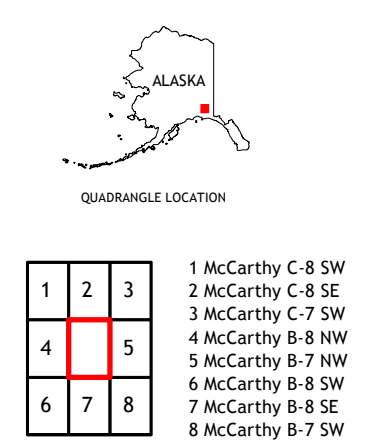 ALASKA
QUADRANGLE LOCATION
1 2 3
4 5
6 7 8
1 McCarthy C-8 SW
2 McCarthy C-8 SE
3 McCarthy C-7 SW
4 McCarthy B-8 NW
5 McCarthy B-7 NW
6 McCarthy B-8 SW
7 McCarthy B-8 SE
8 McCarthy B-7 SW